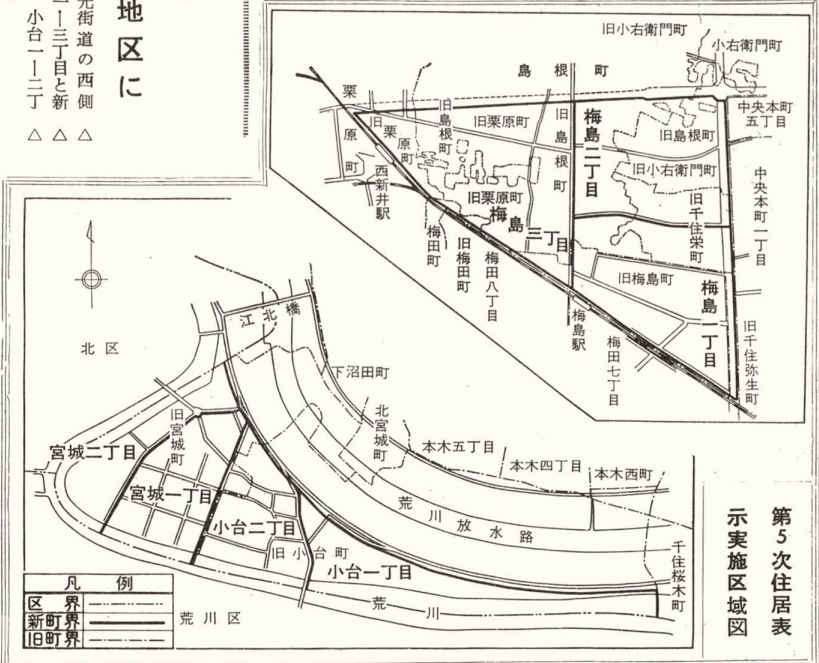 地区に
元街道の西側 △
一ー三丁目と新 △
小台一ー二丁 △
旧小右衛門町
小右衛門町
島根町
中央本町五丁目
栗原町
旧栗原町
旧島根町
旧栗原町
旧島根町
梅島二丁目
旧島根町
旧小右衛門町
中央本町一丁目
西新井駅
旧栗原町
梅島三丁目
旧千住栄町
梅田町
旧梅田町
梅田八丁目
旧梅島町
梅島一丁目
梅島駅
梅田七丁目
旧千住弥生町
第5次住居表
示実施区域図
北区
江北橋
下沼田町
旧宮城町
北宮城町
本木五丁目
本木四丁目
本木西町
宮城二丁目
宮城一丁目
小台二丁目
旧小台町
小台一丁目
荒川放水路
千住桜木町
荒川
荒川区
凡例
区界
新町界
旧町界